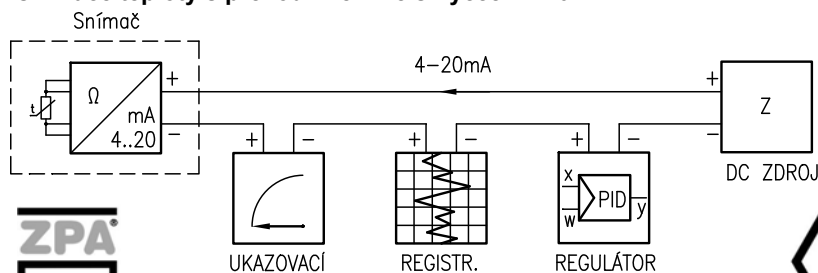 Snímač
4–20mA
+
+
t
Ω
mA
4..20
–
+
–
+
–
+
–
–
Z
DC ZDROJ
x
w
PID
y
ZPA
UKAZOVACÍ
REGISTR.
REGULÁTOR